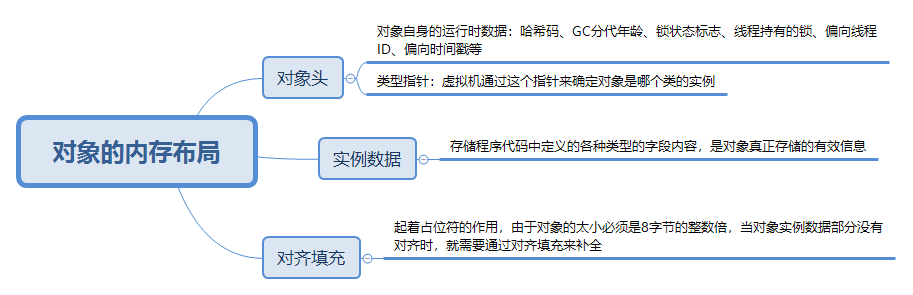 对象的内存布局
对象头
对象自身的运行时数据：哈希码、GC分代年龄、锁状态标志、线程持有的锁、偏向线程
ID、偏向时间戳等
类型指针：虚拟机通过这个指针来确定对象是哪个类的实例
实例数据
存储程序代码中定义的各种类型的字段内容，是对象真正存储的有效信息
对齐填充
起着占位符的作用，由于对象的大小必须是8字节的整数倍，当对象实例数据部分没有
对齐时，就需要通过对齐填充来补全